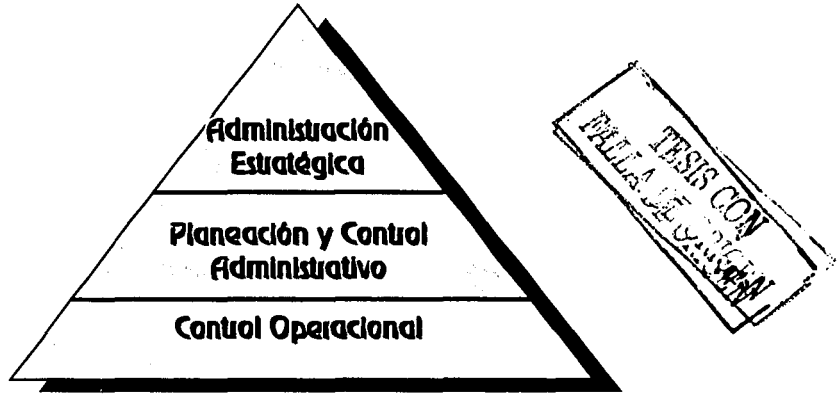 Administración
Estratégica
Planeación y Control
Administrativo
Control Operacional
TESIS CON
FALLA DE ORIGEN